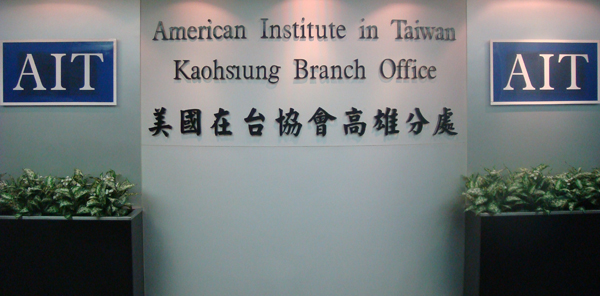 American Institute in Taiwan
Kaohsiung Branch Office
美國在台協會高雄分處
AIT
AIT